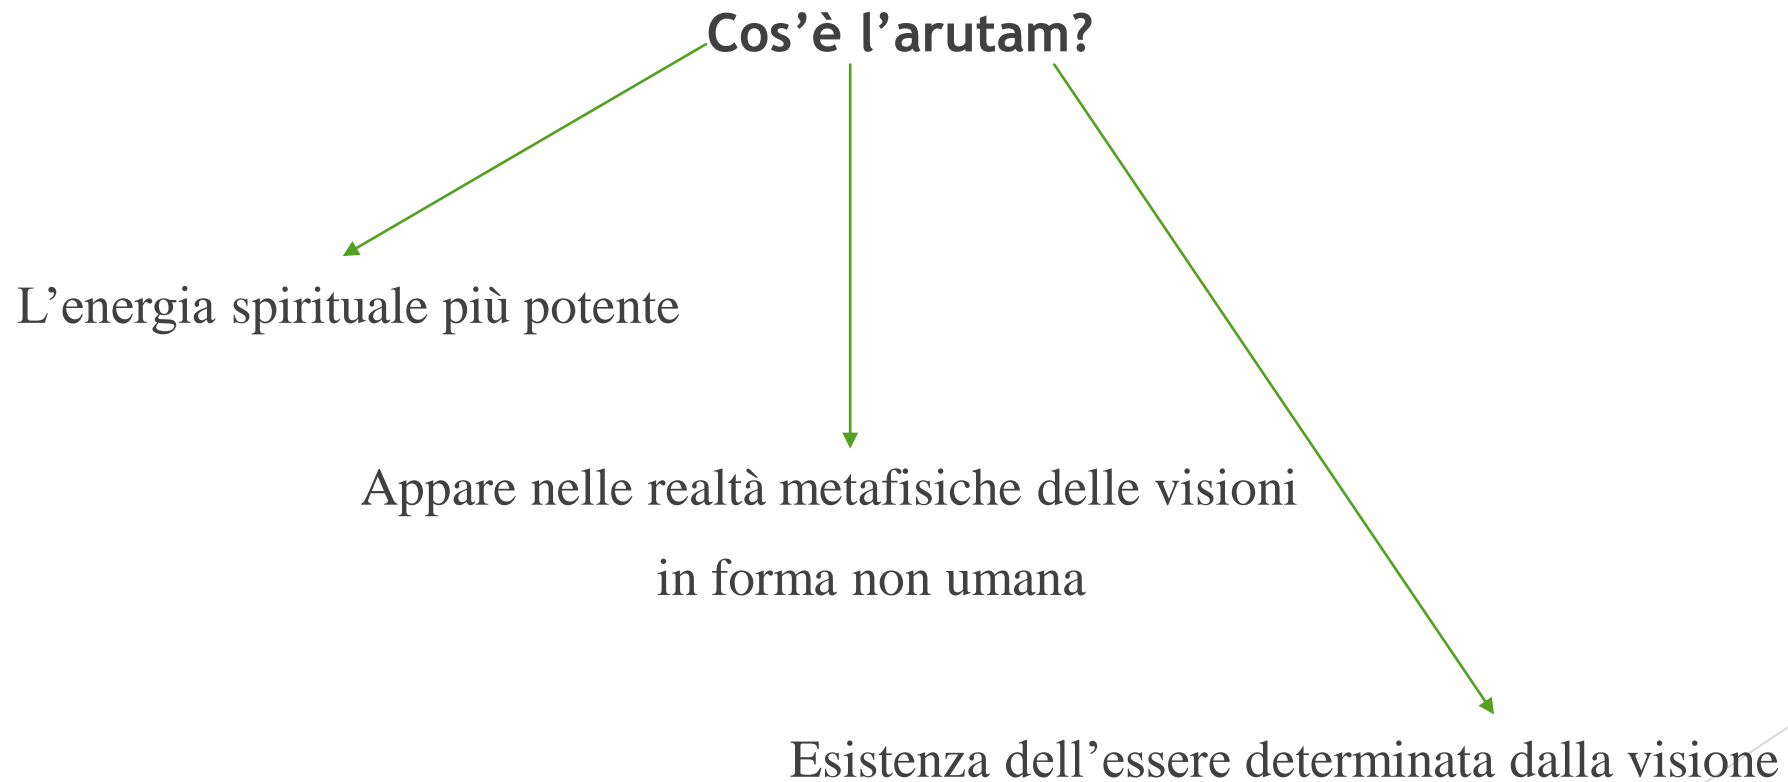 Cos’è l’arutam?
L’energia spirituale più potente
Appare nelle realtà metafisiche delle visioni
in forma non umana
Esistenza dell’essere determinata dalla visione